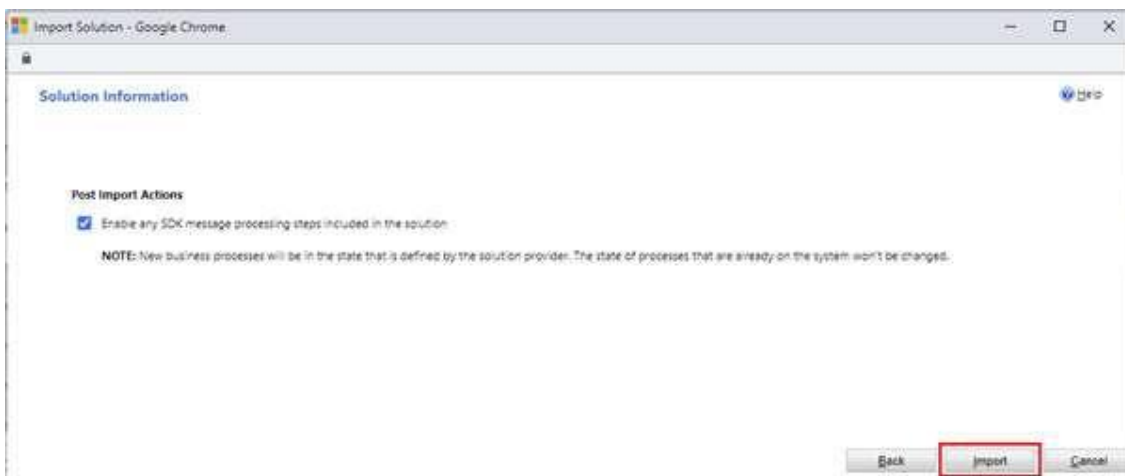 Import Solution - Google Chrome
Solution Information
Help
Post Import Actions
Enable any SDK message processing steps included in the solution
NOTE: New business processes will be in the state that is defined by the solution provider. The state of processes that are already on the system won't be changed.
Back Import Cancel